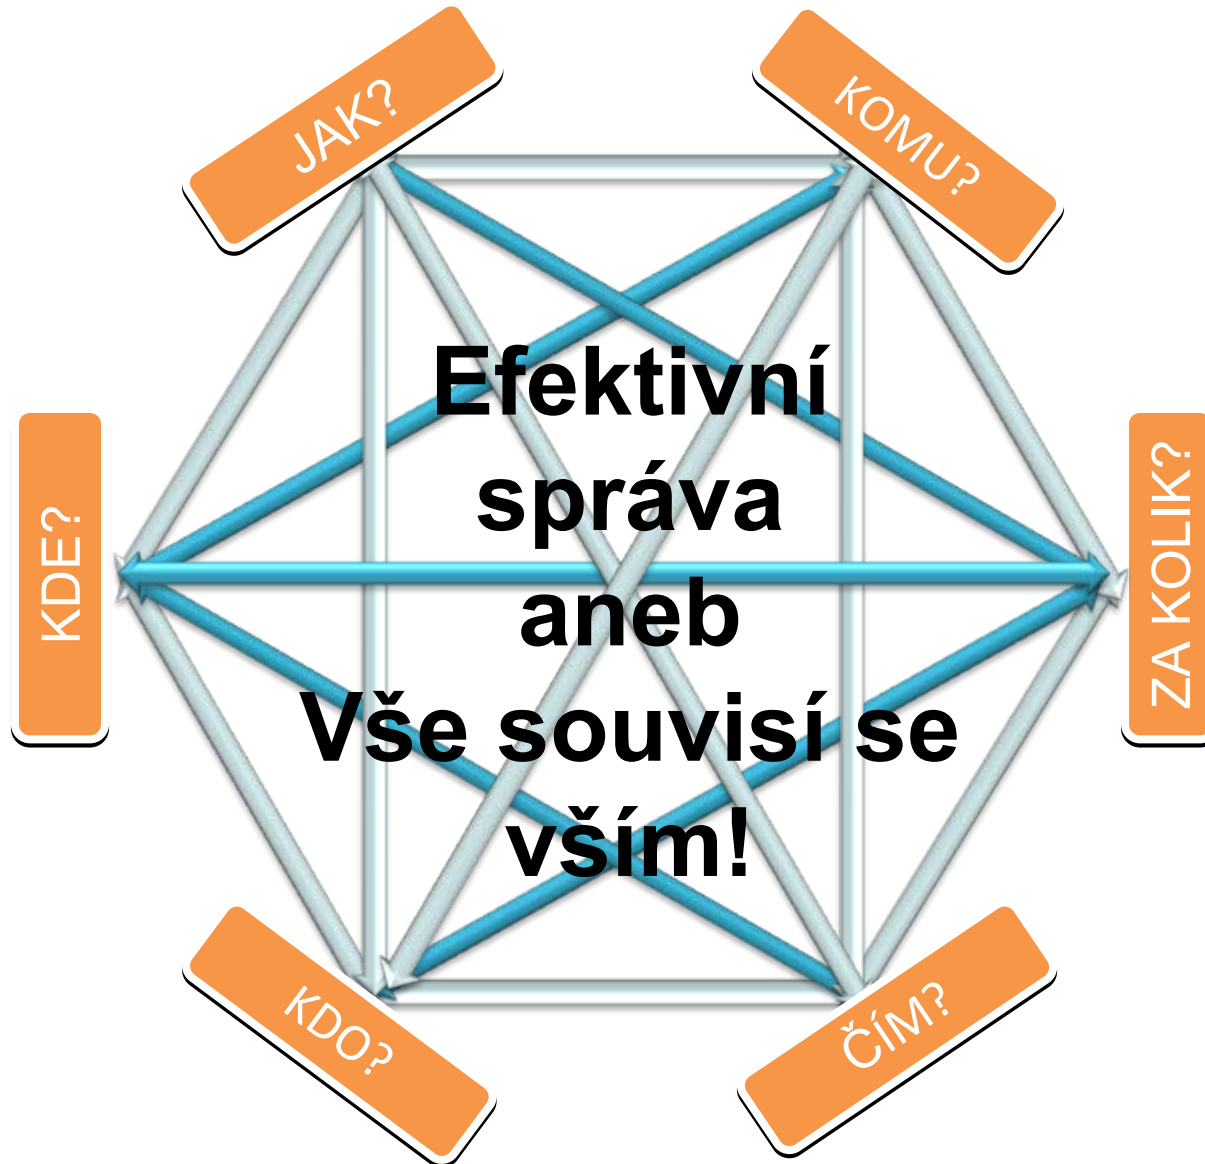 JAK?
KOMU?
KDE?
Efektivní
správa
aneb
Vše souvisí se
vším!
ZA KOLIK?
KDO?
ČÍM?